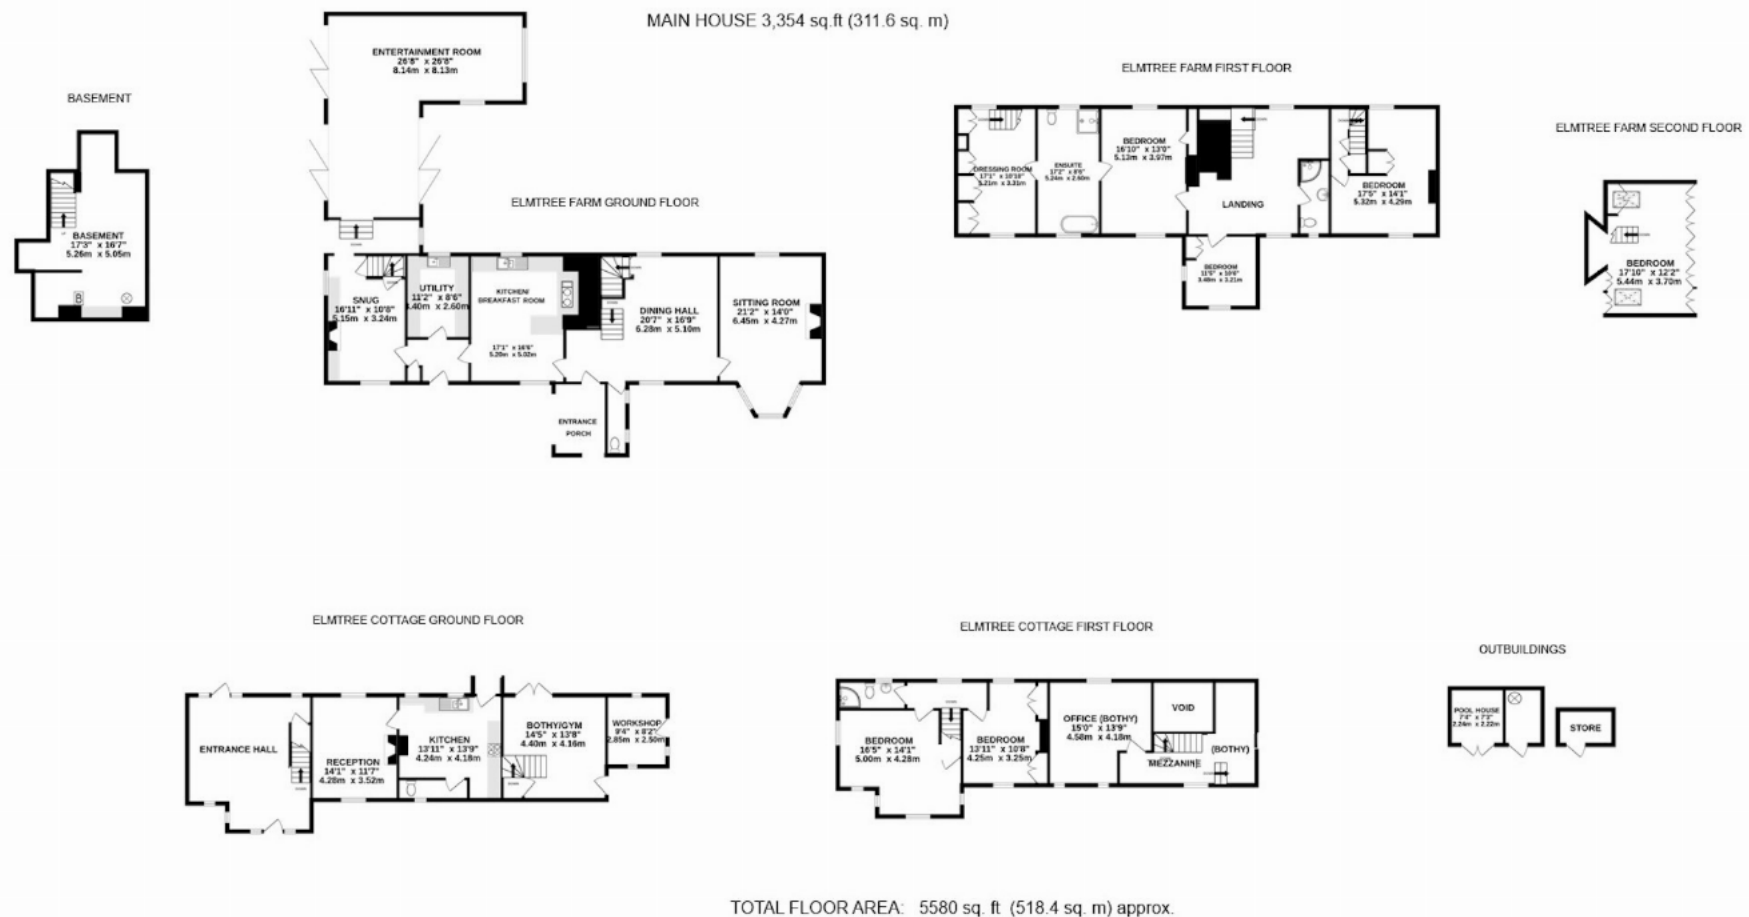 MAIN HOUSE 3,354 sq.ft (311.6 sq. m)
BASEMENT
BASEMENT
17'3" x 16'7"
5.26m x 5.05m
B
ELMTREE FARM GROUND FLOOR
ENTERTAINMENT ROOM
26'8" x 26'8"
8.14m x 8.13m
SNUG
16'11" x 10'8"
5.15m x 3.24m
UTILITY
11'2" x 8'6"
3.40m x 2.60m
KITCHEN/
BREAKFAST ROOM
17'1" x 16'6"
5.20m x 5.02m
DINING HALL
20'7" x 16'9"
6.28m x 5.10m
SITTING ROOM
21'2" x 14'0"
6.45m x 4.27m
ENTRANCE
PORCH
ELMTREE FARM FIRST FLOOR
DRESSING ROOM
17'1" x 10'10"
5.21m x 3.31m
ENSUITE
17'2" x 8'6"
5.24m x 2.60m
BEDROOM
16'10" x 13'0"
5.13m x 3.97m
LANDING
BEDROOM
17'5" x 14'1"
5.32m x 4.29m
BEDROOM
11'5" x 10'6"
3.48m x 3.21m
ELMTREE FARM SECOND FLOOR
BEDROOM
17'10" x 12'2"
5.44m x 3.70m
ELMTREE COTTAGE GROUND FLOOR
ENTRANCE HALL
RECEPTION
14'1" x 11'7"
4.28m x 3.52m
KITCHEN
13'11" x 13'9"
4.24m x 4.18m
BOTHY/GYM
14'5" x 13'8"
4.40m x 4.16m
WORKSHOP
9'4" x 8'2"
2.85m x 2.50m
ELMTREE COTTAGE FIRST FLOOR
BEDROOM
16'5" x 14'1"
5.00m x 4.28m
BEDROOM
13'11" x 10'8"
4.25m x 3.25m
OFFICE (BOTHY)
15'0" x 13'9"
4.58m x 4.18m
VOID
(BOTHY)
MEZZANINE
OUTBUILDINGS
POOL HOUSE
7'4" x 7'3"
2.24m x 2.22m
STORE
TOTAL FLOOR AREA: 5580 sq. ft (518.4 sq. m) approx.